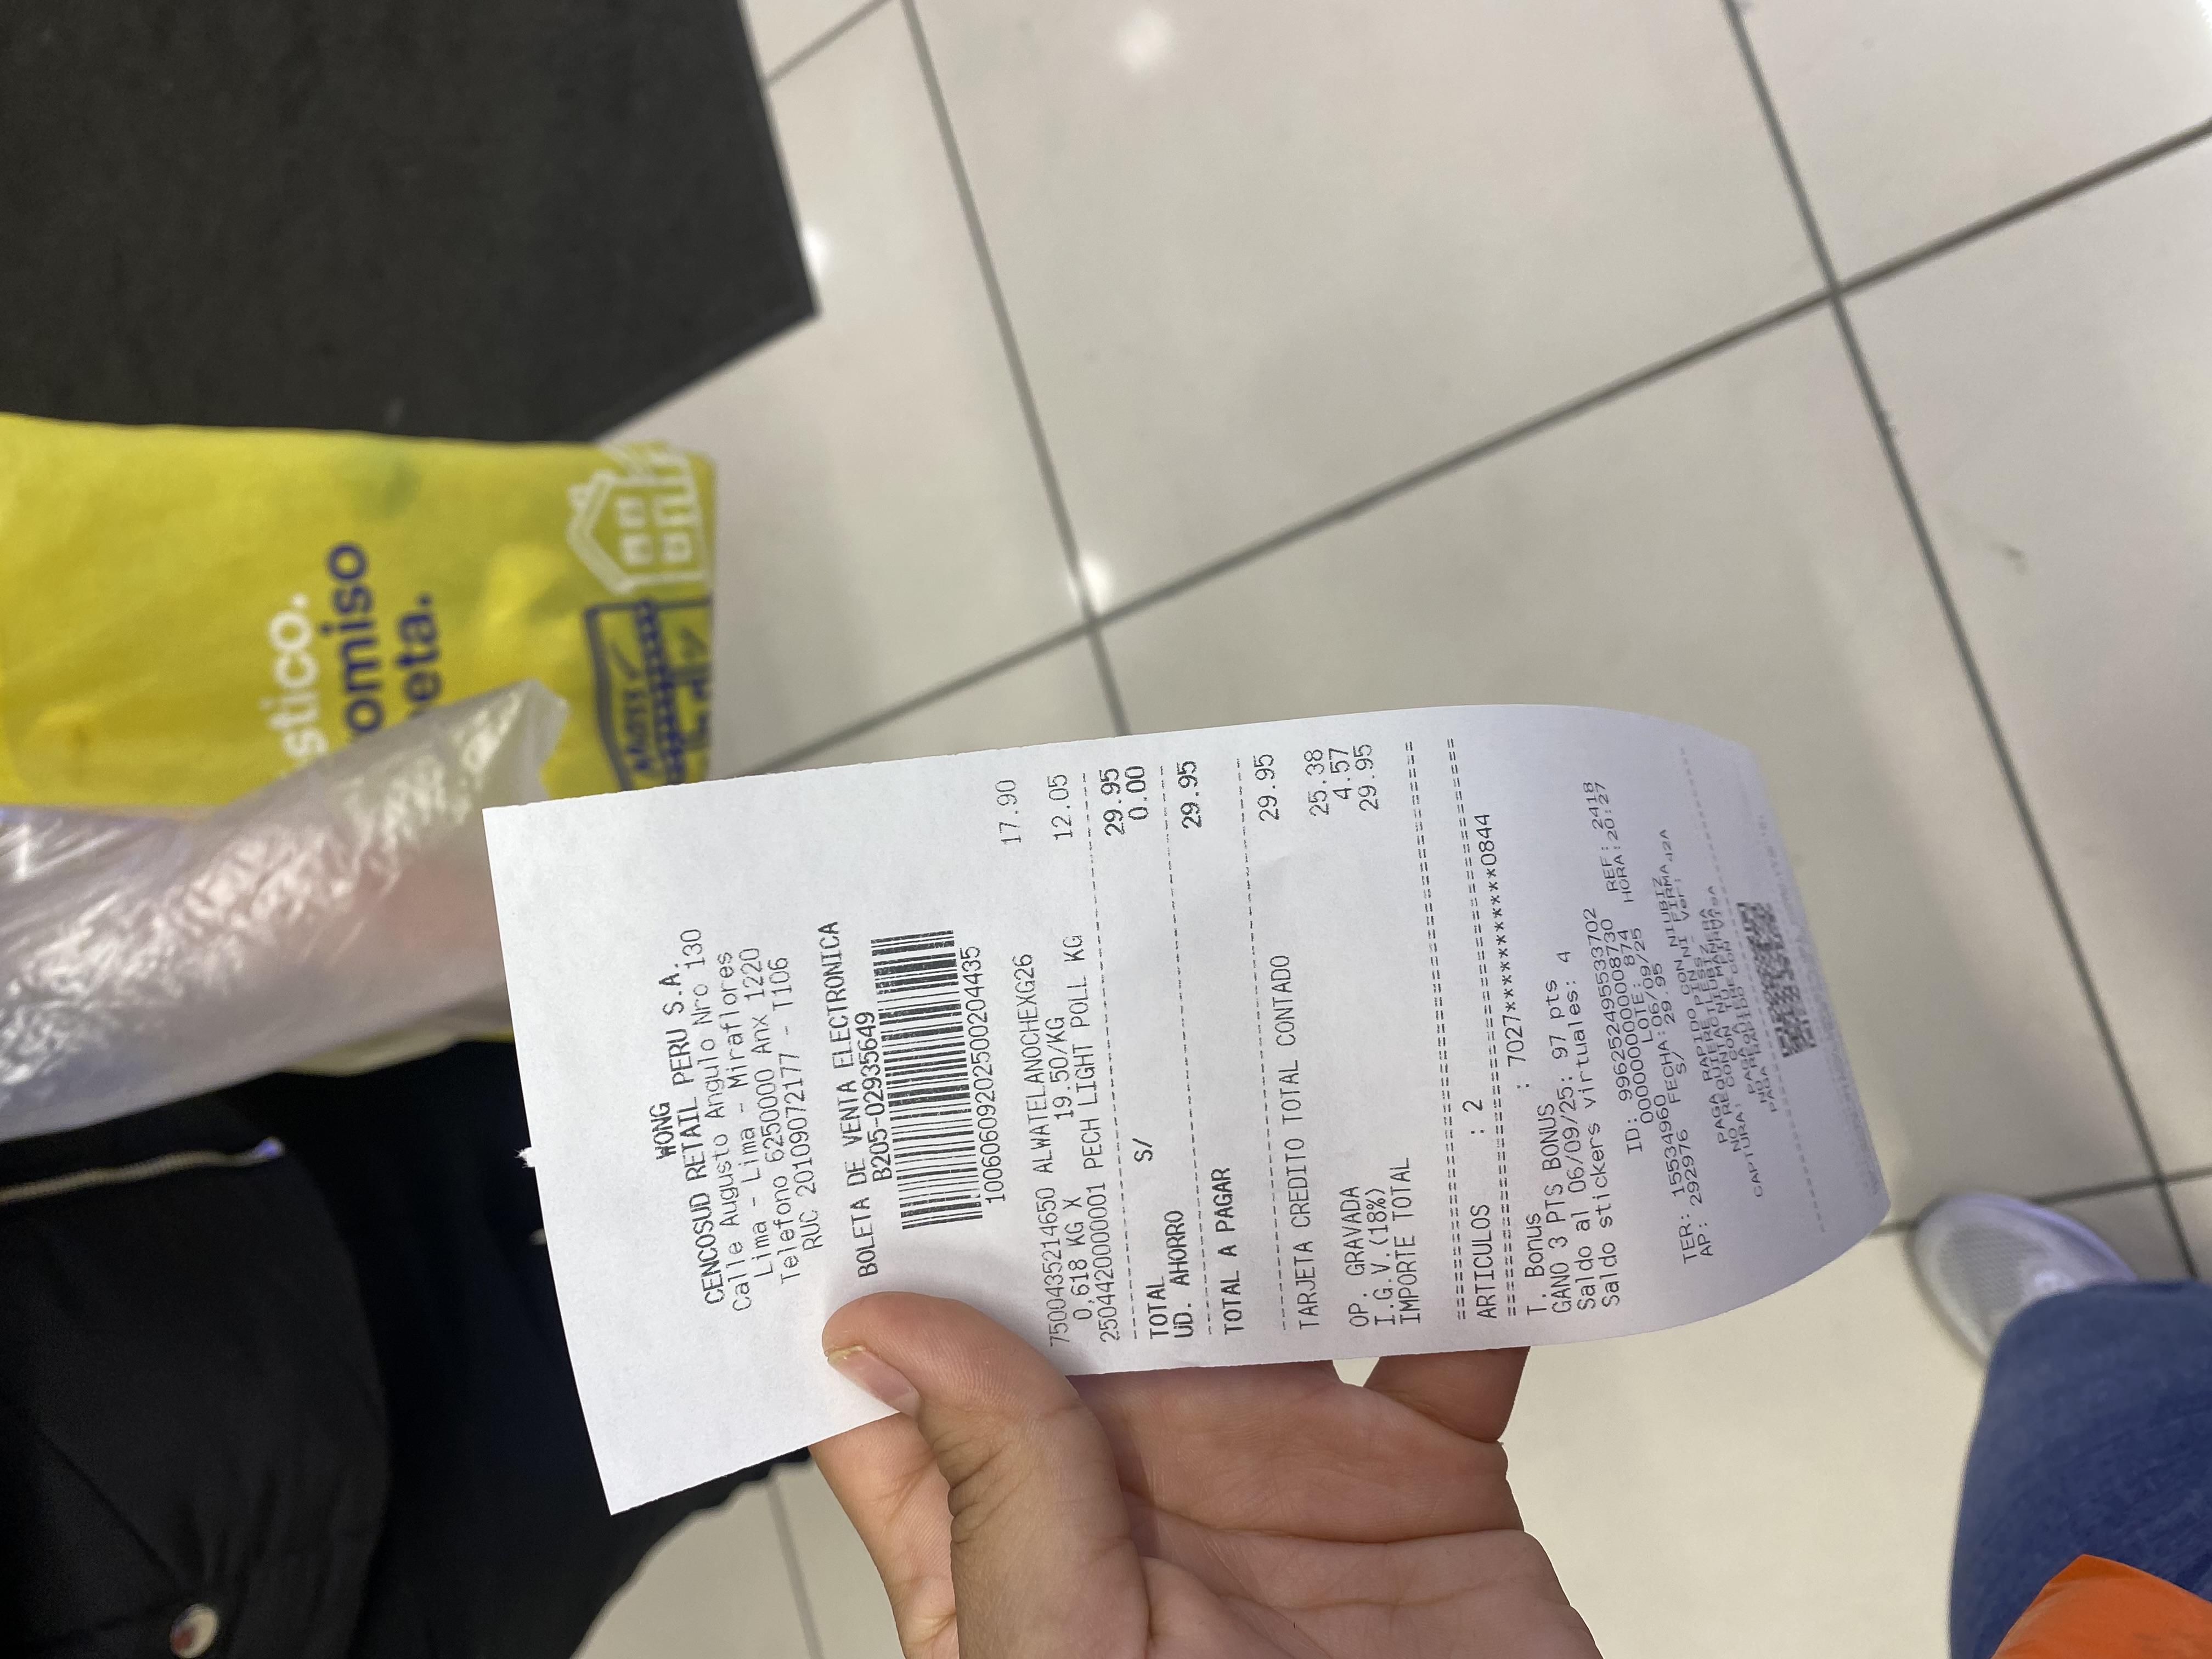 stico.
omiso
eta.
Mass
WONG
CENCOSUD RETAIL PERU S.A.
Calle Augusto Angulo Nro 130
Lima - Lima - Miraflores
Telefono 6250000 Anx 1220
RUC 20109072177 - T106
BOLETA DE VENTA ELECTRONICA
B205-02935649
10060609202500204435
7500435214650 ALWATELANOCHEXG26 17.90
0,618 KG X 19.50/KG
2504420000001 PECH LIGHT POLL KG 12.05
TOTAL S/ 29.95
UD. AHORRO 0.00
TOTAL A PAGAR 29.95
TARJETA CREDITO TOTAL CONTADO 29.95
OP. GRAVADA 25.38
I.G.V.(18%) 4.57
IMPORTE TOTAL 29.95
ARTICULOS : 2
T. Bonus : 7027***********0844
GANO 3 PTS BONUS
Saldo al 06/09/25: 97 pts
Saldo stickers virtuales: 4
ID: 996252495533702
0000000000008730
TER: 15534960 LOTE: 874 REF: 2418
AP: 292976 FECHA:06/09/25 HORA:20:27
S/ 29.95
PAGA RAPIDO CON NIUBIZ
NO REQUIERE PIN NI FIRMA
CAPTURA: CONTACTLESS - Ver: 42A
CON NIUBIZ
PAGA A TU MANERA
NO REQUIERE FIRMA
PAGA RAPIDO CON VISA